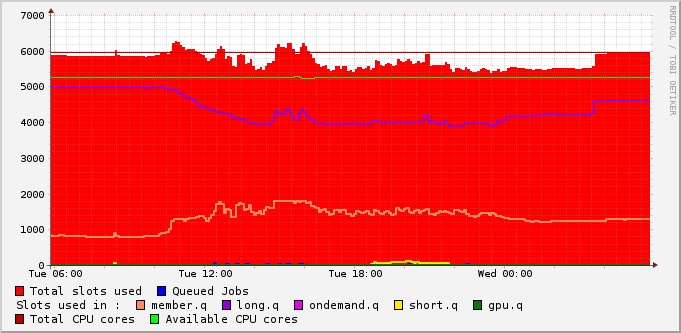 7000
6000
5000
4000
3000
2000
1000
0
Tue 06:00 Tue 12:00 Tue 18:00 Wed 00:00
Total slots used Queued Jobs
Slots used in : member.q long.q ondemand.q short.q gpu.q
Total CPU cores Available CPU cores
RRDTOOL / TOBI OETIKER